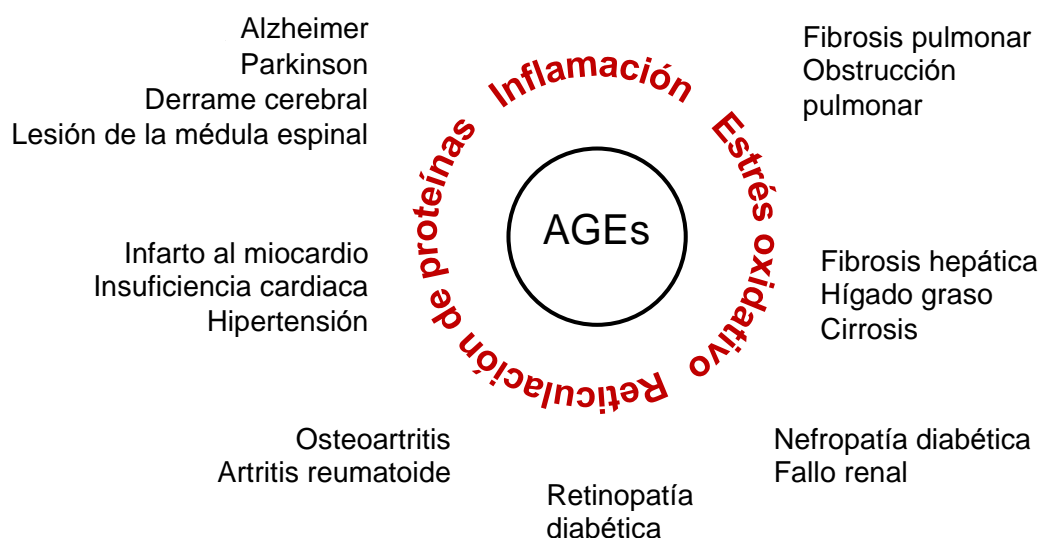 Alzheimer
Parkinson
Derrame cerebral
Lesión de la médula espinal
Fibrosis pulmonar
Obstrucción
pulmonar
Inflamación
Estrés oxidativo
Reticulación de proteínas
AGEs
Infarto al miocardio
Insuficiencia cardiaca
Hipertensión
Fibrosis hepática
Hígado graso
Cirrosis
Osteoartritis
Artritis reumatoide
Retinopatía
diabética
Nefropatía diabética
Fallo renal